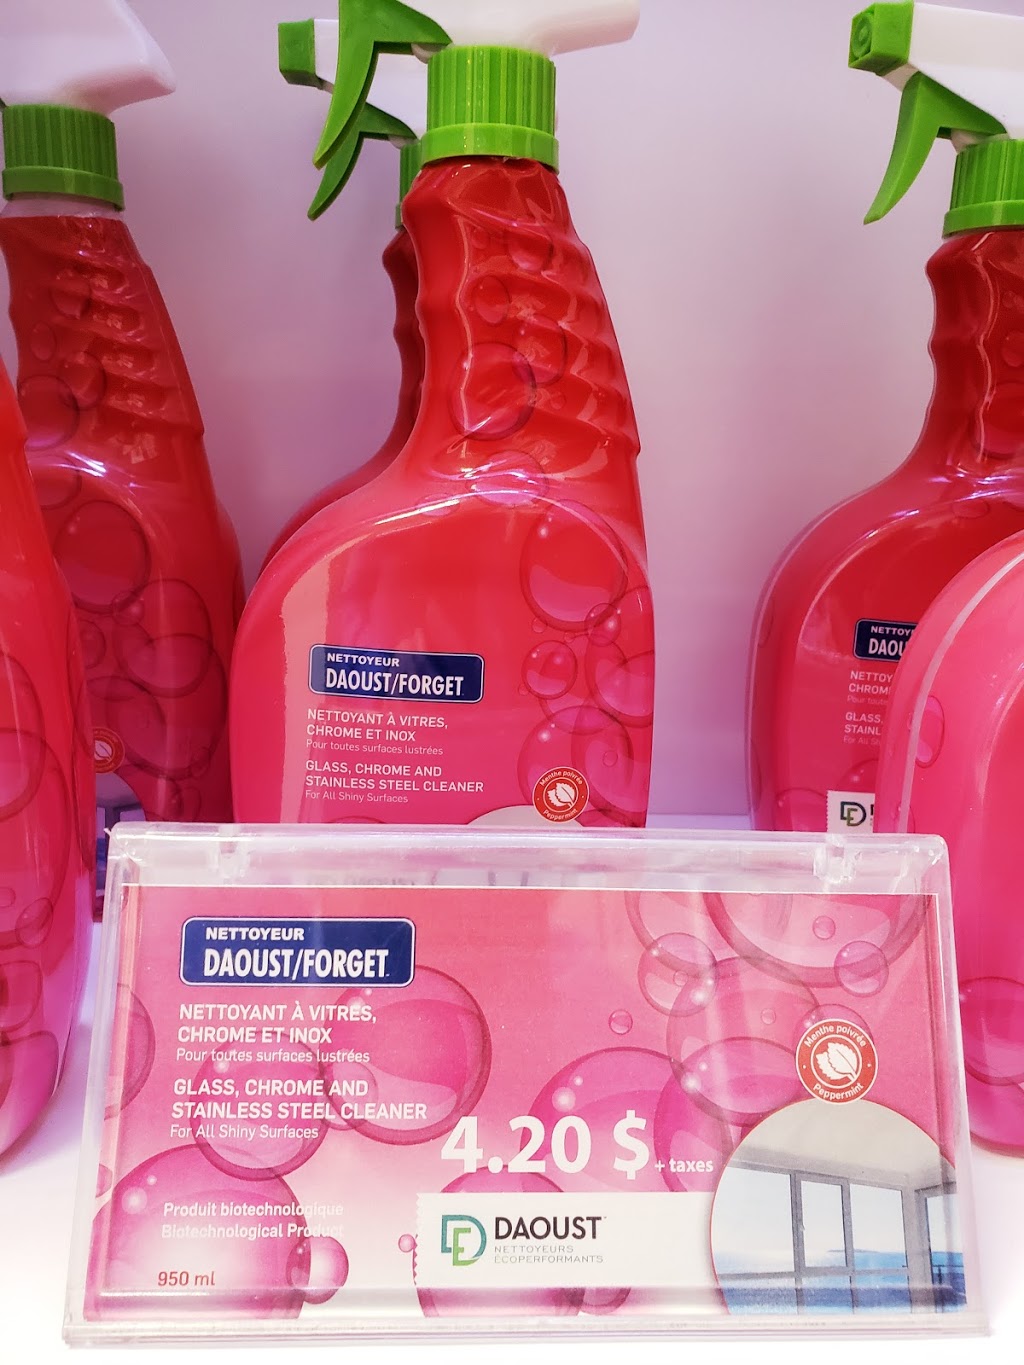 NETTOYEUR
DAOUST/FORGET
NETTOYANT À VITRES,
CHROME ET INOX
Pour toutes surfaces lustrées
GLASS, CHROME AND
STAINLESS STEEL CLEANER
For All Shiny Surfaces
Menthe poivrée
Peppermint
NETTOYEUR
DAOUST/FORGET
NETTOYANT À VITRES,
CHROME ET INOX
Pour toutes surfaces lustrées
GLASS, CHROME AND
STAINLESS STEEL CLEANER
For All Shiny Surfaces
Menthe poivrée
Peppermint
4.20 $ + taxes
Produit biotechnologique
Biotechnological Product
DE DAOUST
NETTOYEURS
ÉCOPERFORMANTS
950 ml